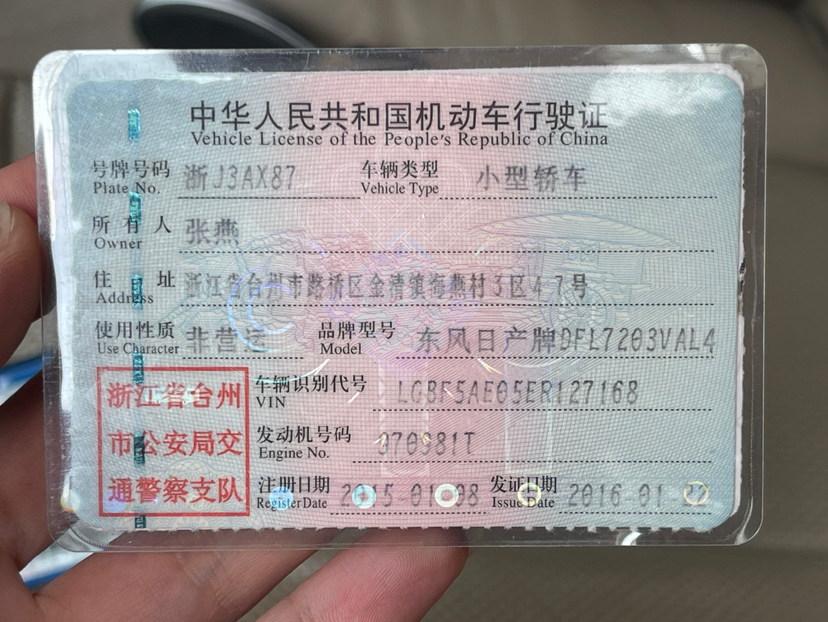 中华人民共和国机动车行驶证
Vehicle License of the People's Republic of China
号牌号码 浙J3AX87 车辆类型 小型轿车
Plate No. Vehicle Type
所有人 张燕
Owner
住址 浙江省台州市路桥区金清镇海燕村3区47号
Address
使用性质 非营运 品牌型号 东风日产牌DFL7203VAL4
Use Character Model
浙江省台州
市公安局交
通警察支队
车辆识别代号 LGBF5AE05ER127168
VIN
发动机号码 970981T
Engine No.
注册日期 2015-01-08 发证日期 2016-01-22
Register Date Issue Date